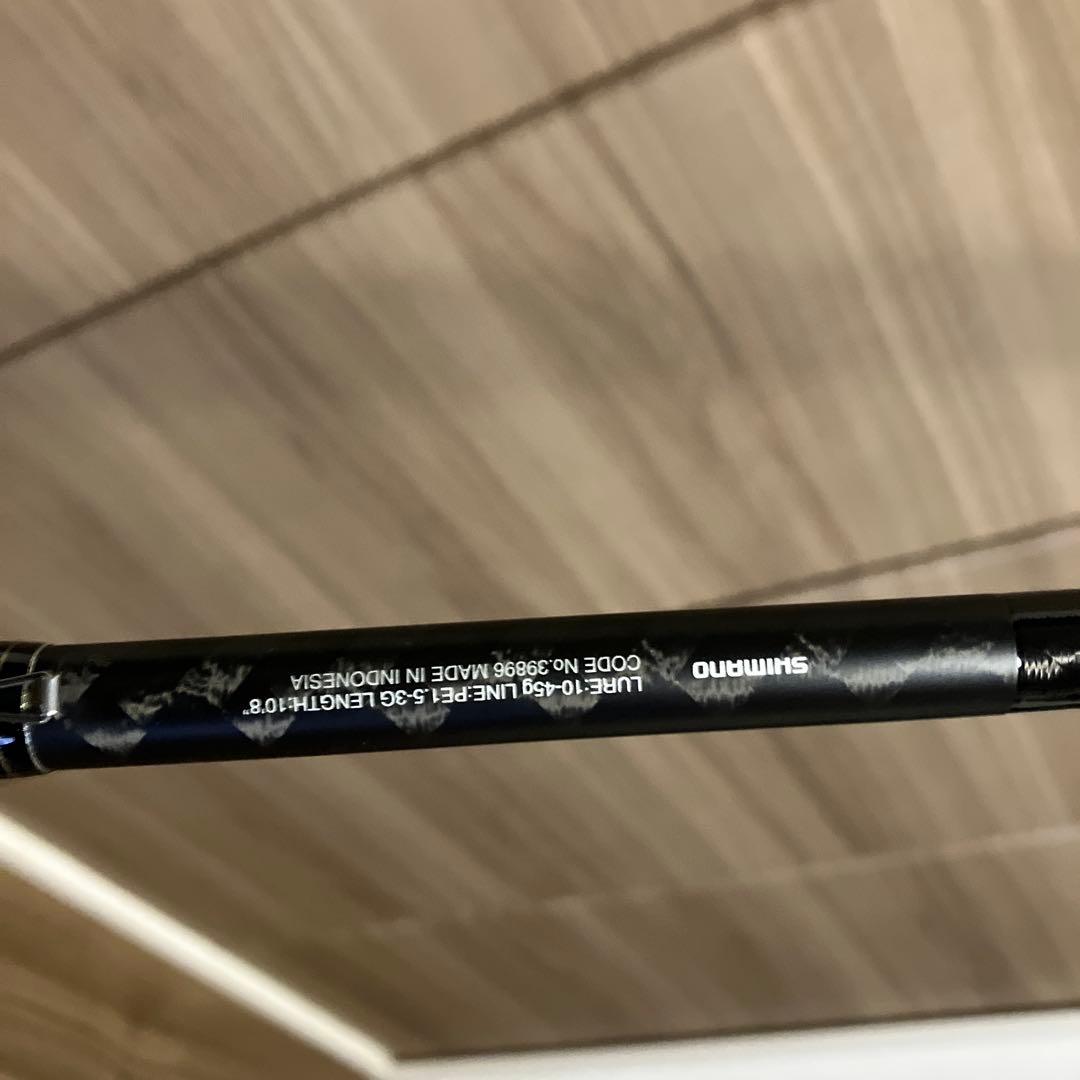 SHIMANO
LURE:10-45g LINE:PE1.5-3G LENGTH:10'8"
CODE No.39896 MADE IN INDONESIA